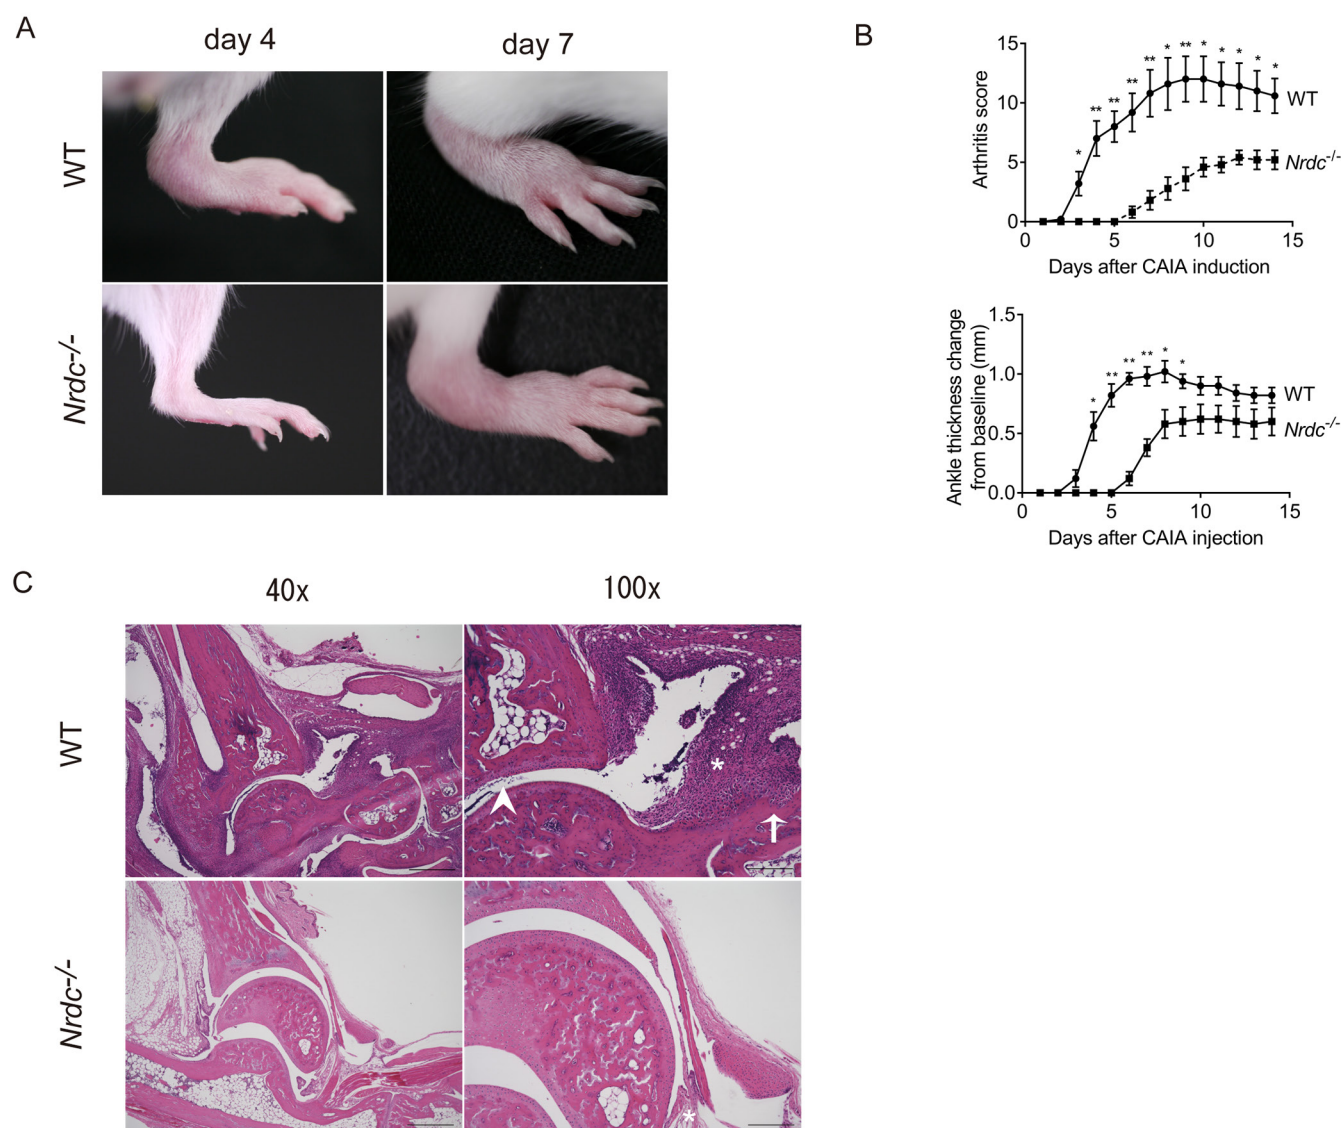 A
day 4
day 7
WT
Nrdc-/-
B
15
10
5
0
Arthritis score
* ** ** ** ** * ** * * * * *
WT
Nrdc-/-
0 5 10 15
Days after CAIA induction
1.5
1.0
0.5
0.0
Ankle thickness change
from baseline (mm)
* ** ** ** * *
WT
Nrdc-/-
0 5 10 15
Days after CAIA injection
C
40x
100x
WT
*
Nrdc-/-
*